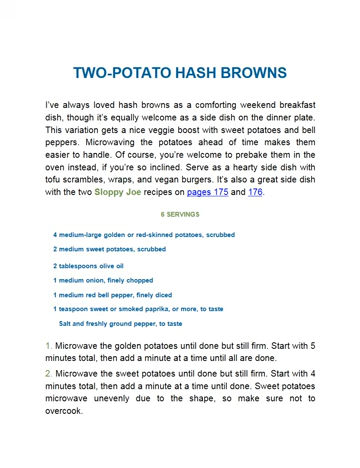 TWO-POTATO HASH BROWNS
I've always loved hash browns as a comforting weekend breakfast
dish, though it's equally welcome as a side dish on the dinner plate.
This variation gets a nice veggie boost with sweet potatoes and bell
peppers. Microwaving the potatoes ahead of time makes them
easier to handle. Of course, you're welcome to prebake them in the
oven instead, if you're so inclined. Serve as a hearty side dish with
tofu scrambles, wraps, and vegan burgers. It's also a great side dish
with the two Sloppy Joe recipes on pages 175 and 176.
6 SERVINGS
4 medium-large golden or red-skinned potatoes, scrubbed
2 medium sweet potatoes, scrubbed
2 tablespoons olive oil
1 medium onion, finely chopped
1 medium red bell pepper, finely diced
1 teaspoon sweet or smoked paprika, or more, to taste
Salt and freshly ground pepper, to taste
1. Microwave the golden potatoes until done but still firm. Start with 5
minutes total, then add a minute at a time until all are done.
2. Microwave the sweet potatoes until done but still firm. Start with 4
minutes total, then add a minute at a time until done. Sweet potatoes
microwave unevenly due to the shape, so make sure not to
overcook.